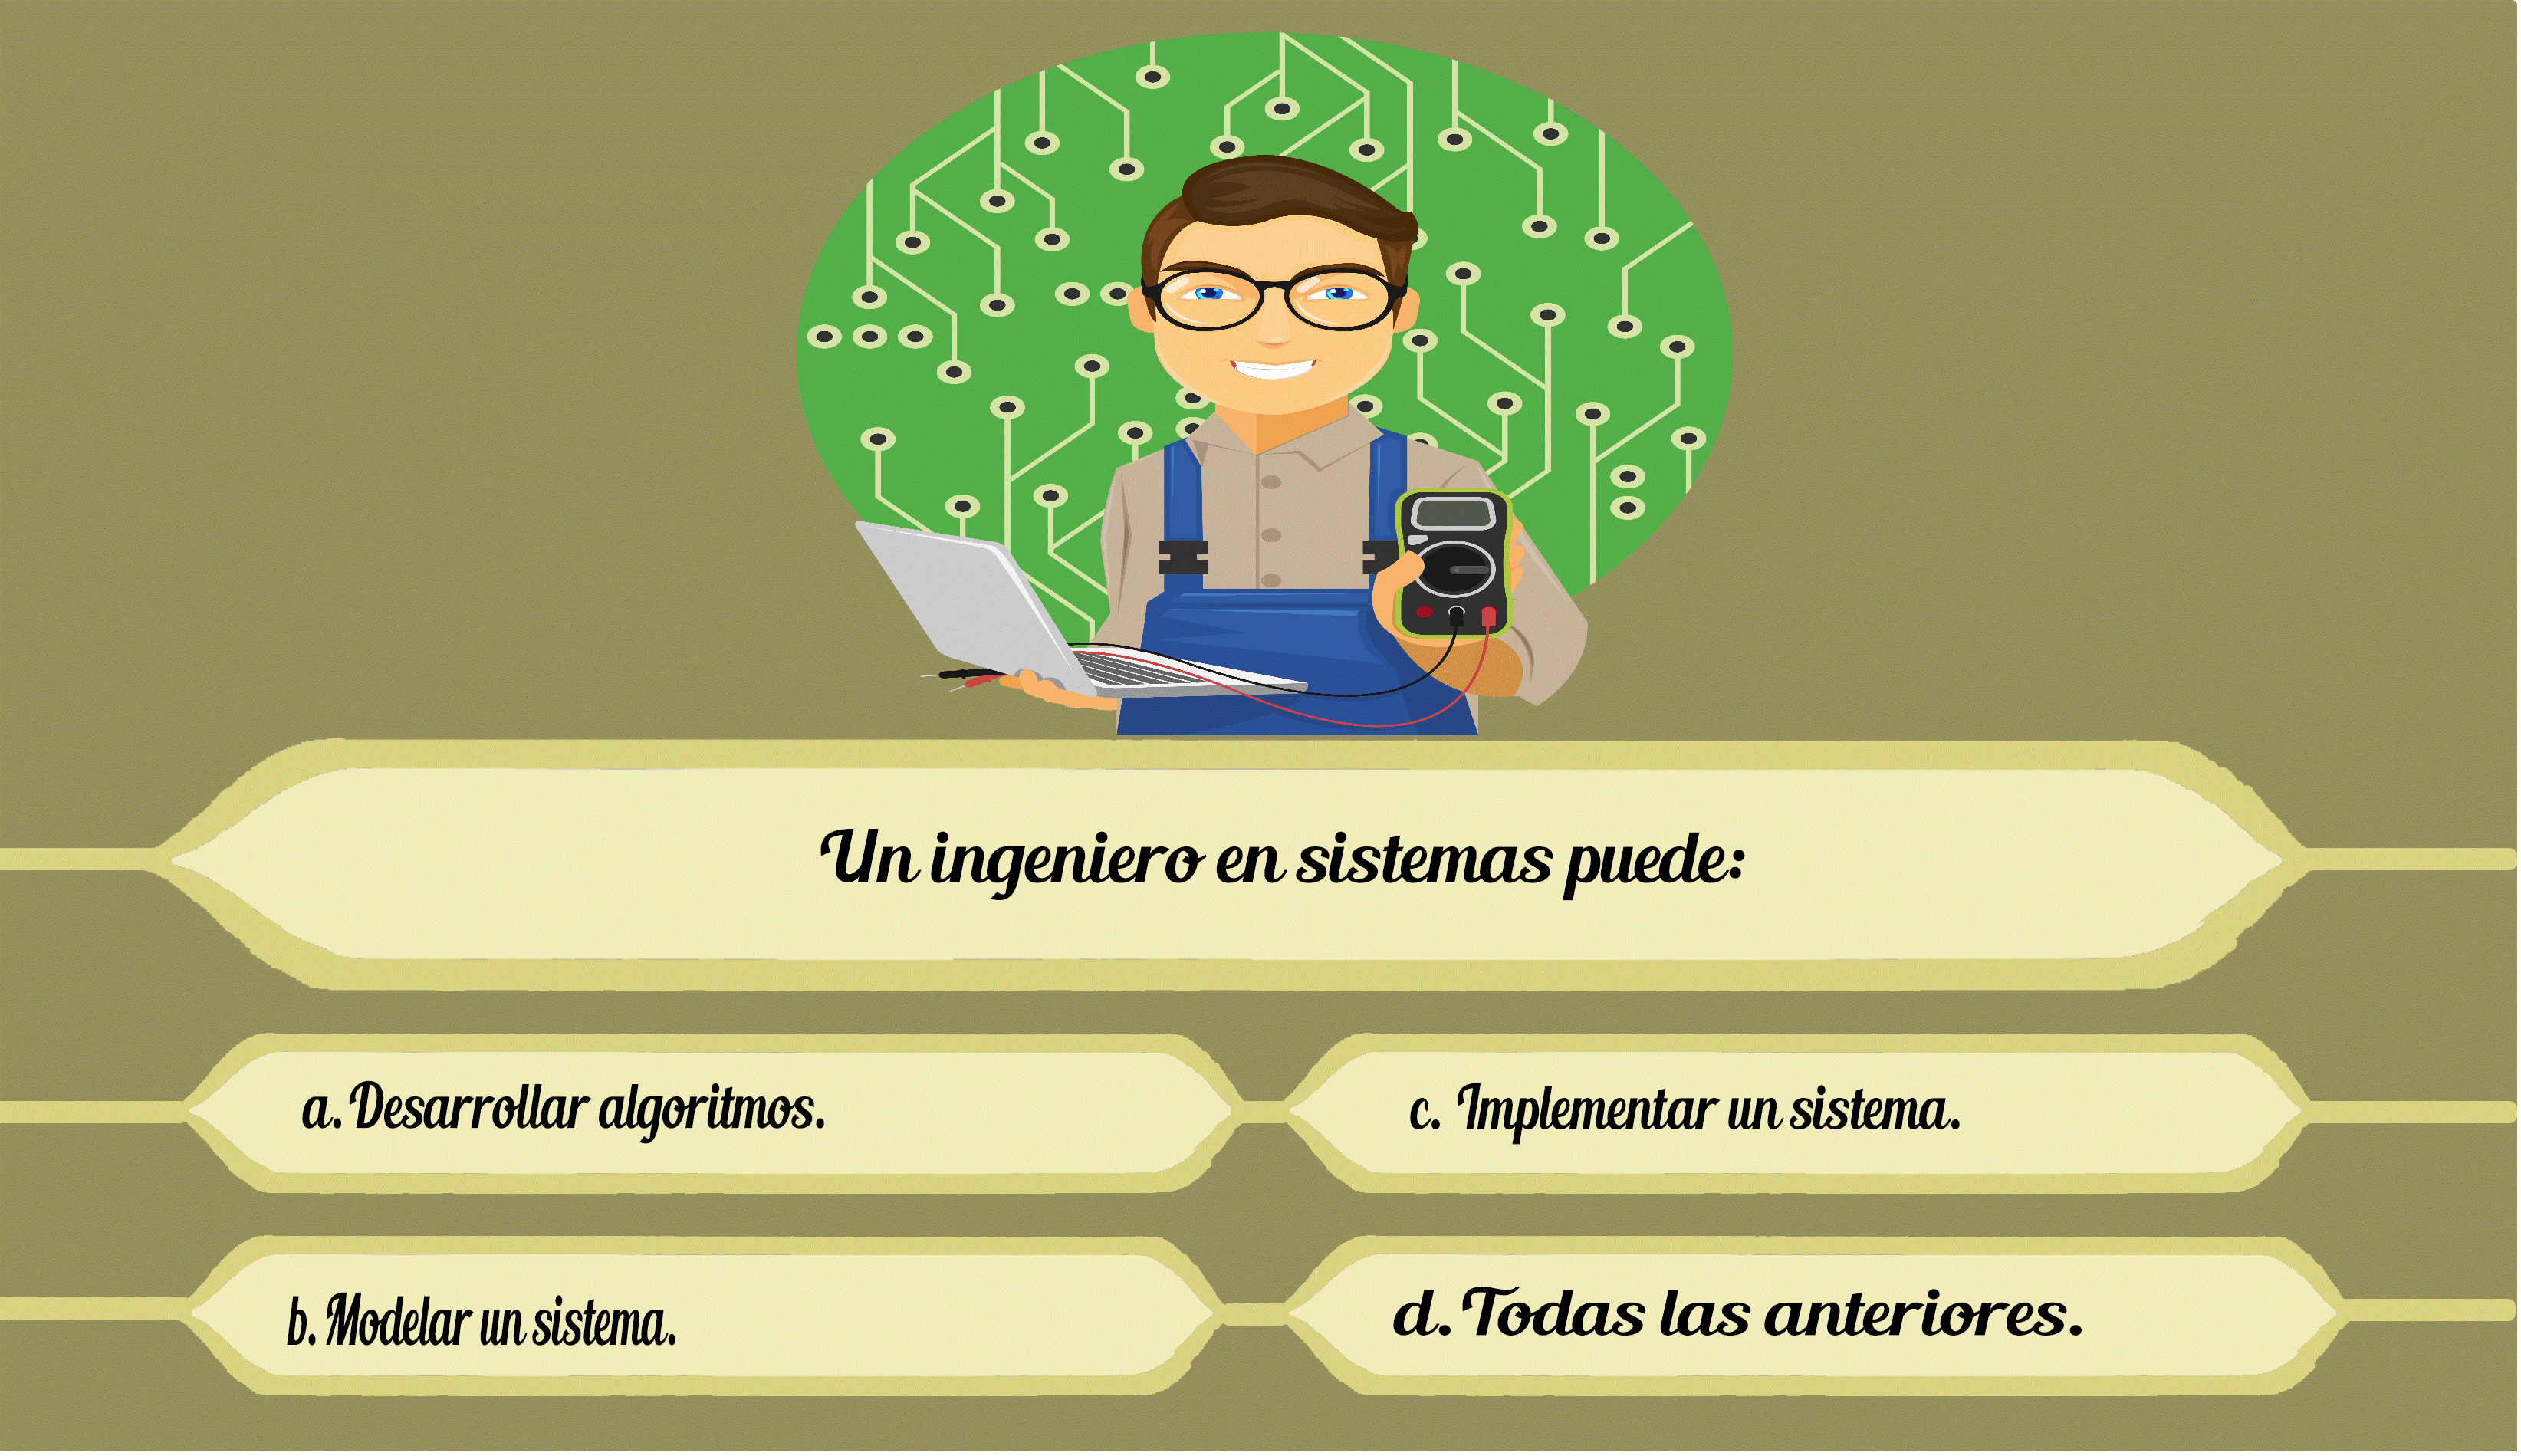 Un ingeniero en sistemas puede:
a. Desarrollar algoritmos.
c. Implementar un sistema.
b. Modelar un sistema.
d. Todas las anteriores.